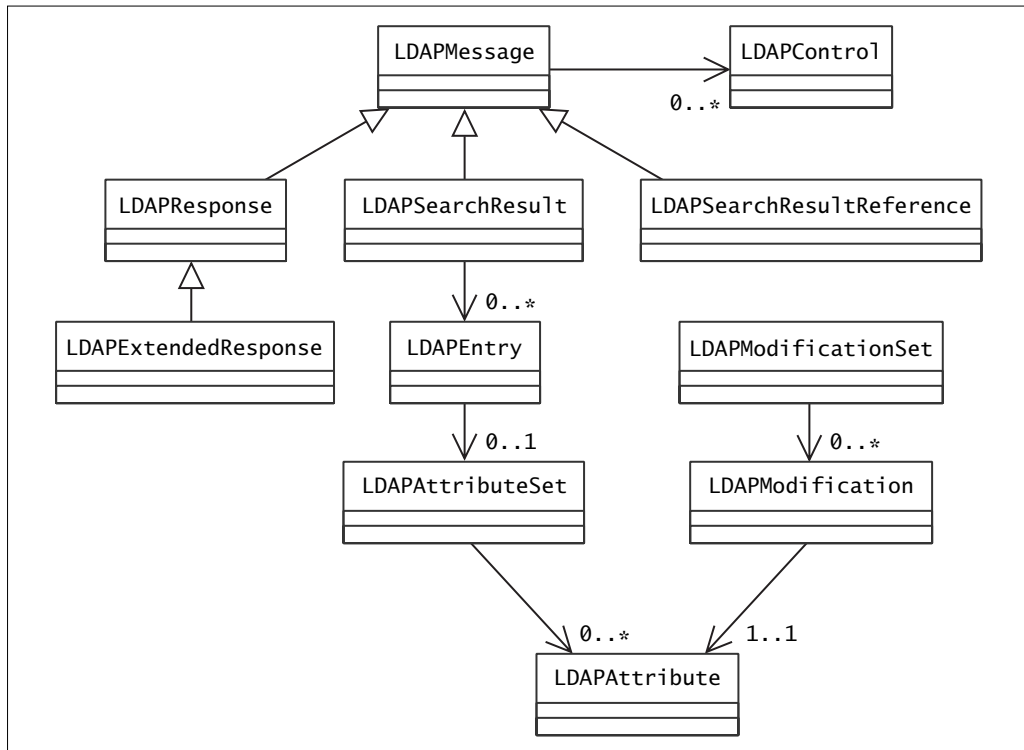 LDAPMessage
LDAPControl
0..*
LDAPResponse
LDAPSearchResult
LDAPSearchResultReference
0..*
LDAPExtendedResponse
LDAPEntry
LDAPModificationSet
0..1
0..*
LDAPAttributeSet
LDAPModification
0..*
1..1
LDAPAttribute